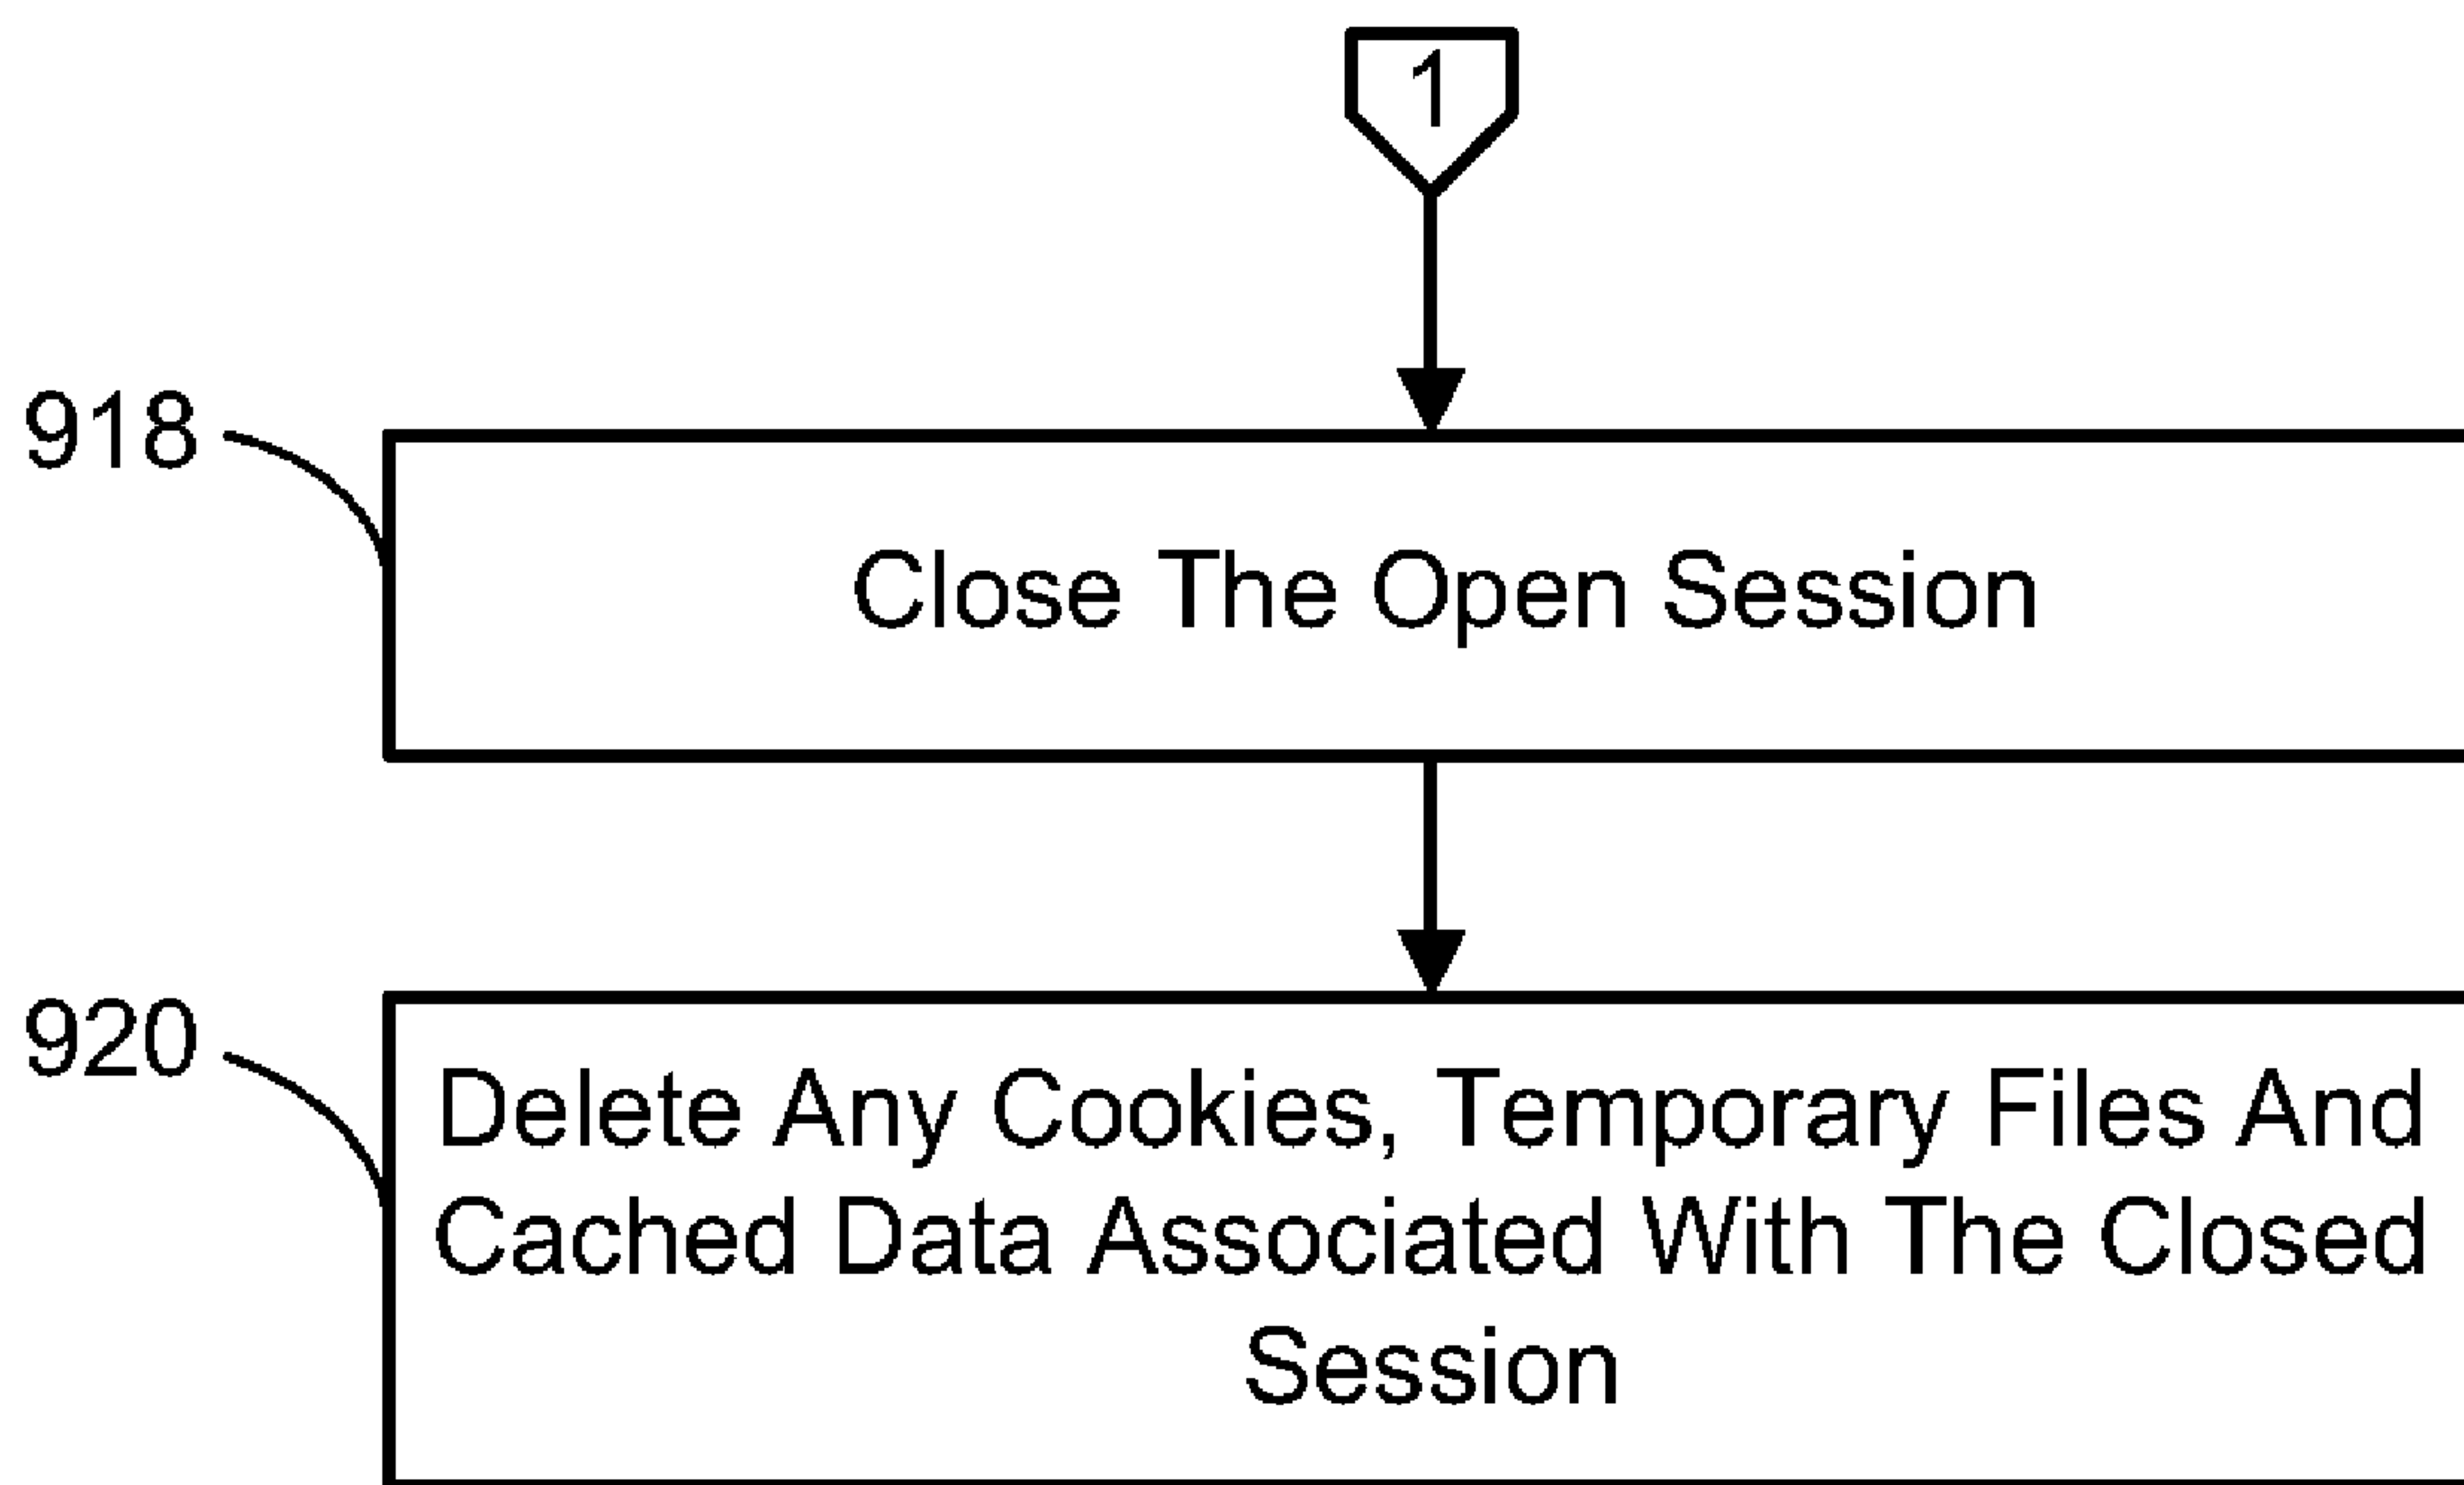 1
918
Close The Open Session
920
Delete Any Cookies, Temporary Files And
Cached Data Associated With The Closed
Session